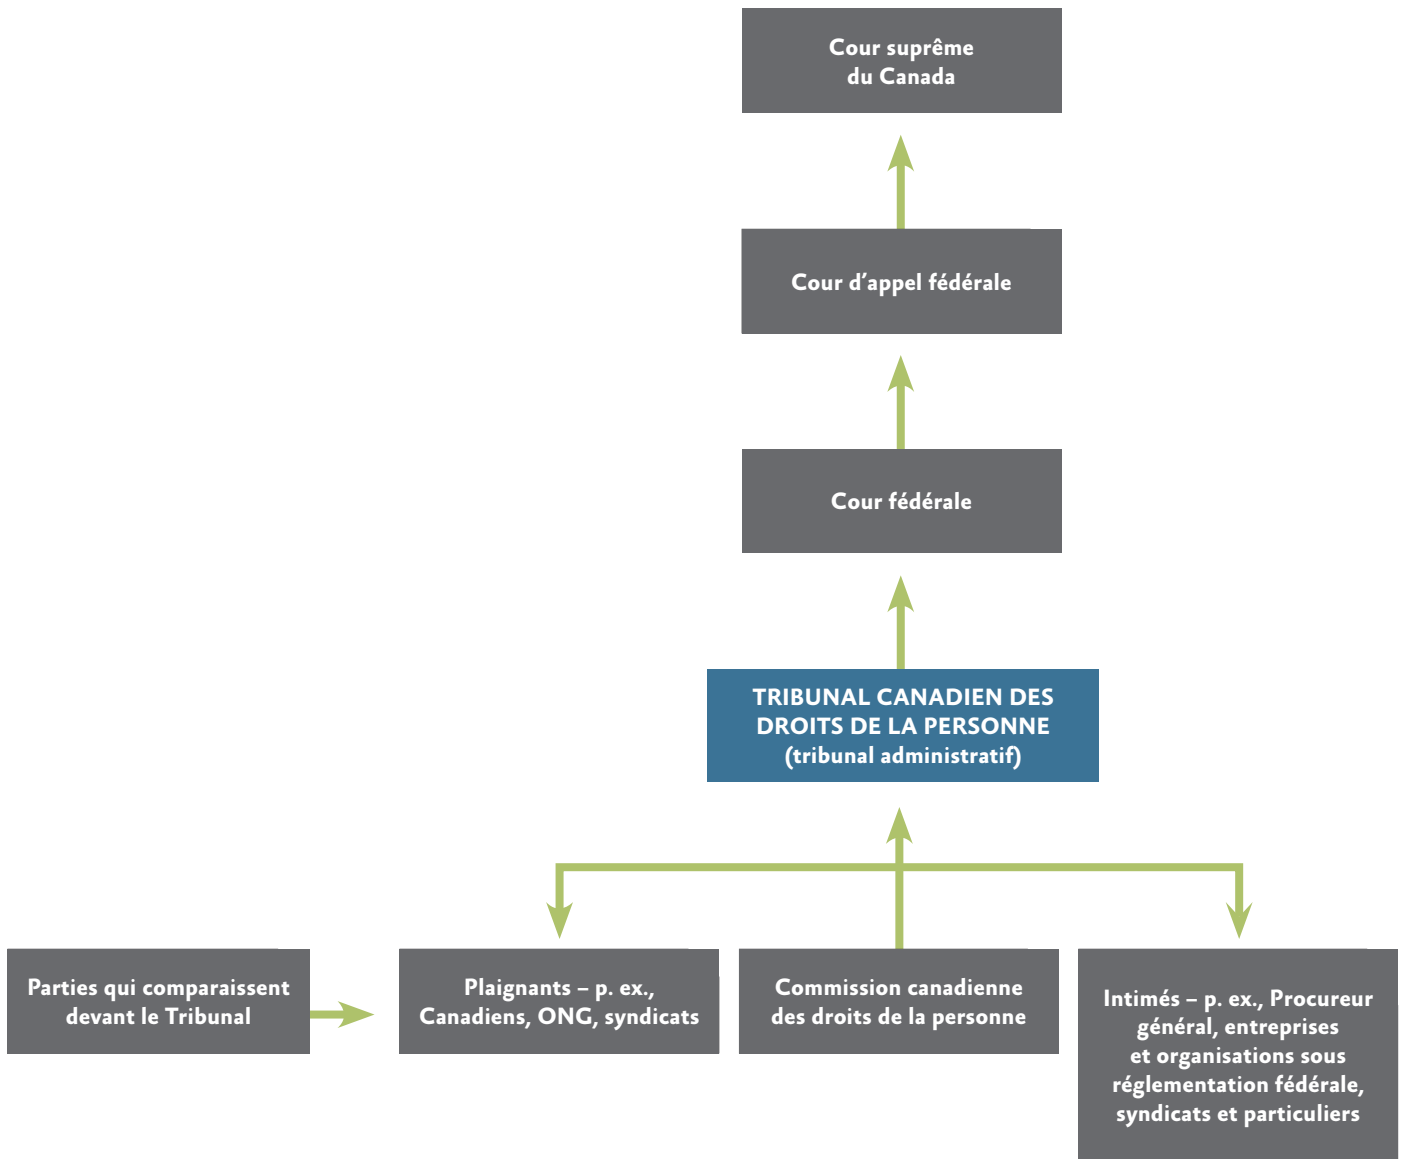 Cour suprême
du Canada
Cour d’appel fédérale
Cour fédérale
TRIBUNAL CANADIEN DES
DROITS DE LA PERSONNE
(tribunal administratif)
Parties qui comparaissent
devant le Tribunal
Plaignants – p. ex.,
Canadiens, ONG, syndicats
Commission canadienne
des droits de la personne
Intimés – p. ex., Procureur
général, entreprises
et organisations sous
réglementation fédérale,
syndicats et particuliers